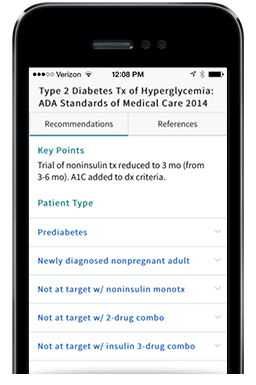 Verizon 12:08 PM
Type 2 Diabetes Tx of Hyperglycemia:
ADA Standards of Medical Care 2014
Recommendations References
Key Points
Trial of noninsulin tx reduced to 3 mo (from
3-6 mo). A1C added to dx criteria.
Patient Type
Prediabetes
Newly diagnosed nonpregnant adult
Not at target w/ noninsulin monotx
Not at target w/ 2-drug combo
Not at target w/ insulin 3-drug combo